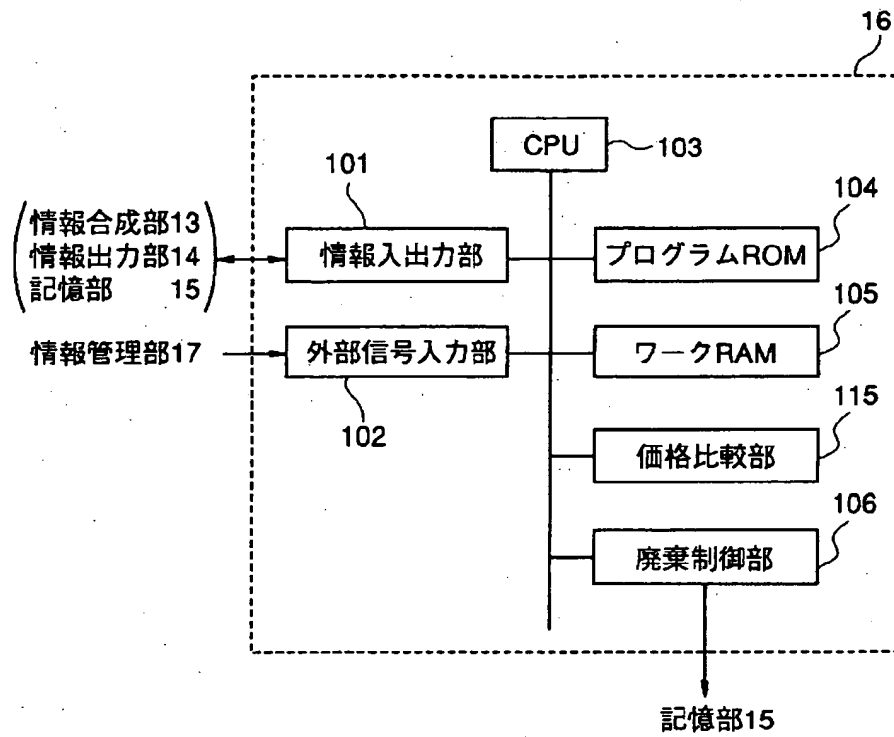 16
CPU
103
101
情報合成部13
情報出力部14
記憶部 15
情報入出力部
104
プログラムROM
情報管理部17
外部信号入力部
102
105
ワークRAM
115
価格比較部
106
廃棄制御部
記憶部15